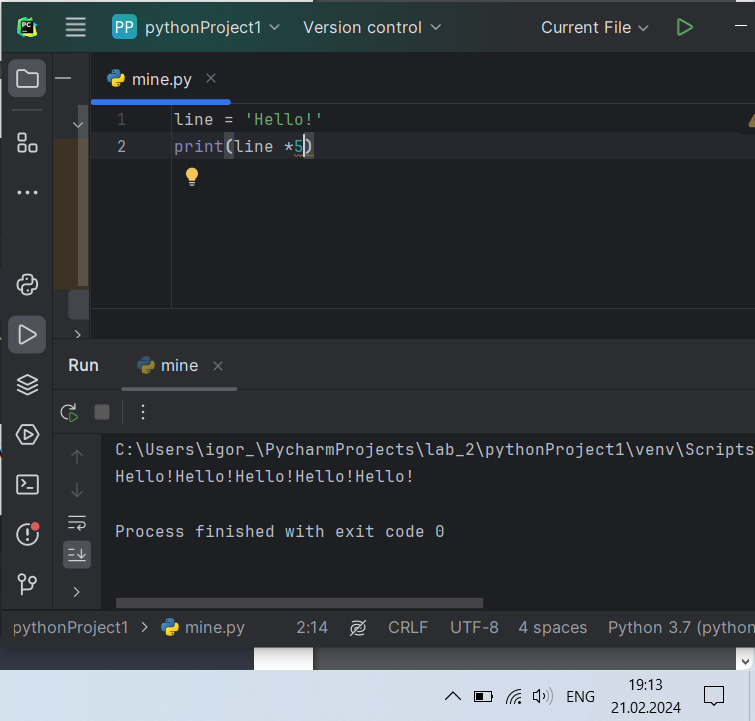 PC
PP pythonProject1 Version control Current File
mine.py
1 line = 'Hello!'
2 print(line *5)
Run mine
C:\Users\igor_\PycharmProjects\lab_2\pythonProject1\venv\Scripts
Hello!Hello!Hello!Hello!Hello!
Process finished with exit code 0
pythonProject1 > mine.py 2:14 CRLF UTF-8 4 spaces Python 3.7 (python
ENG 19:13
21.02.2024